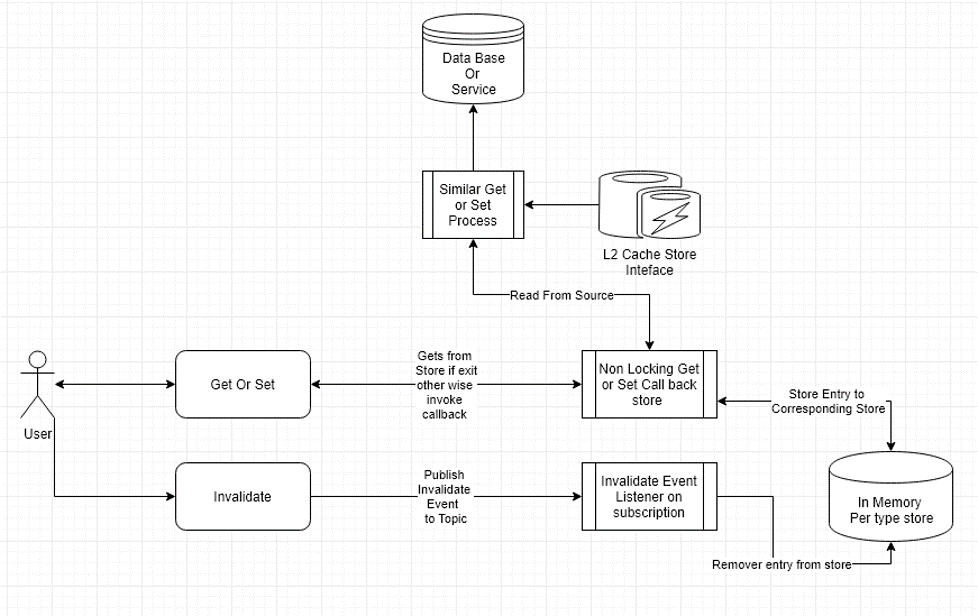 Data Base
Or
Service
Similar Get
or Set
Process
L2 Cache Store
Inteface
Read From Source
User
Get Or Set
Gets from
Store if exit
other wise
invoke
callback
Non Locking Get
or Set Call back
store
Store Entry to
Corresponding Store
Invalidate
Publish
Invalidate
Event
to Topic
Invalidate Event
Listener on
subscription
In Memory
Per type store
Remover entry from store